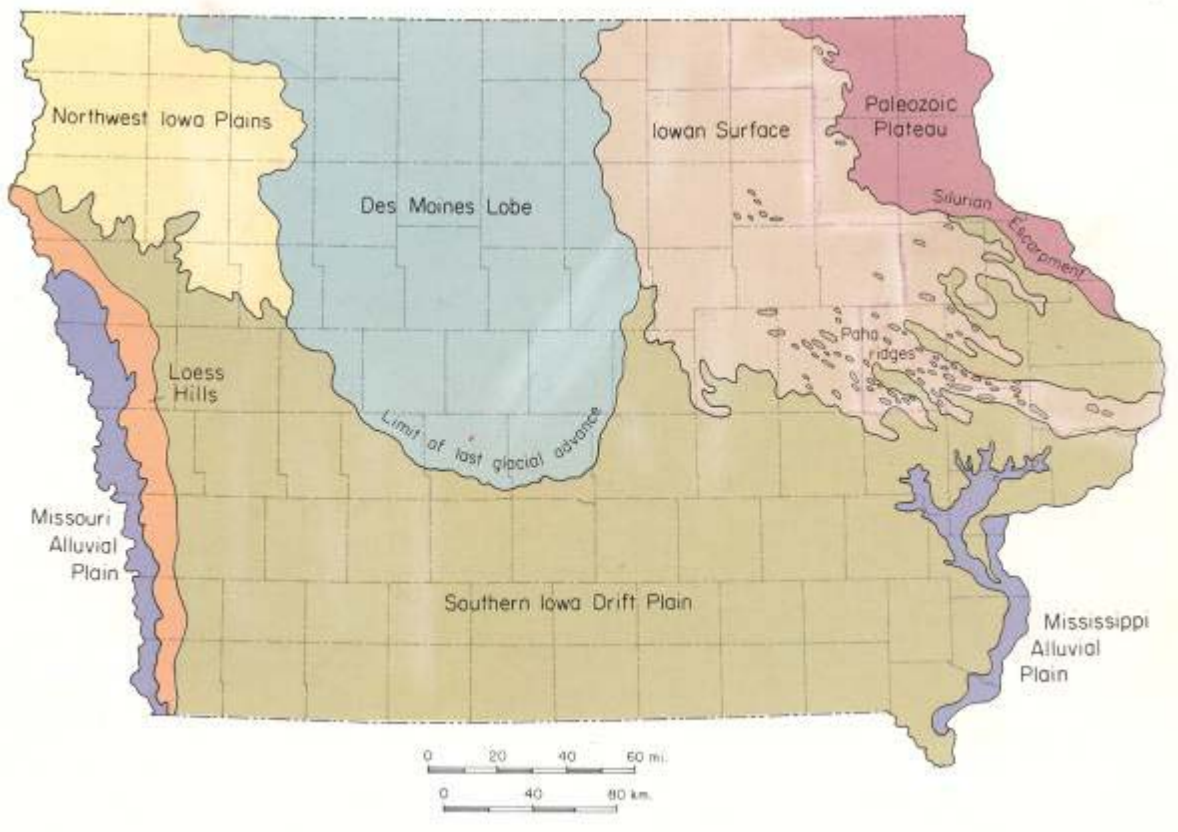 Northwest Iowa Plains
Des Moines Lobe
Iowan Surface
Paleozoic
Plateau
Silurian Escarpment
Paha
ridges
Loess
Hills
Limit of last glacial advance
Missouri
Alluvial
Plain
Southern Iowa Drift Plain
Mississippi
Alluvial
Plain
0 20 40 60 mi.
0 40 80 km.